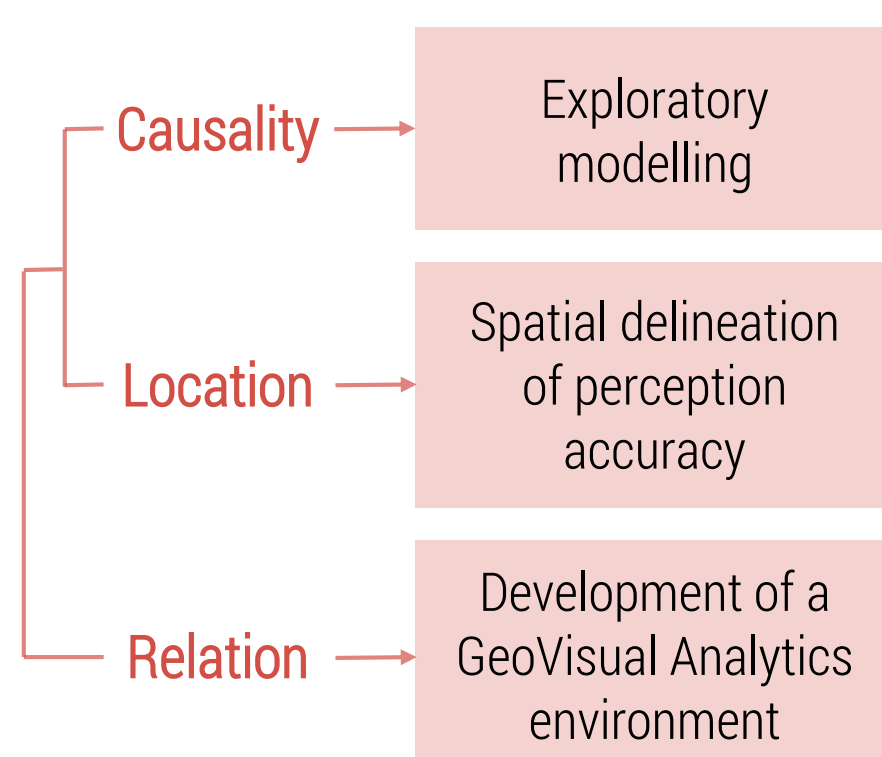 Causality
Exploratory
modelling
Location
Spatial delineation
of perception
accuracy
Relation
Development of a
GeoVisual Analytics
environment